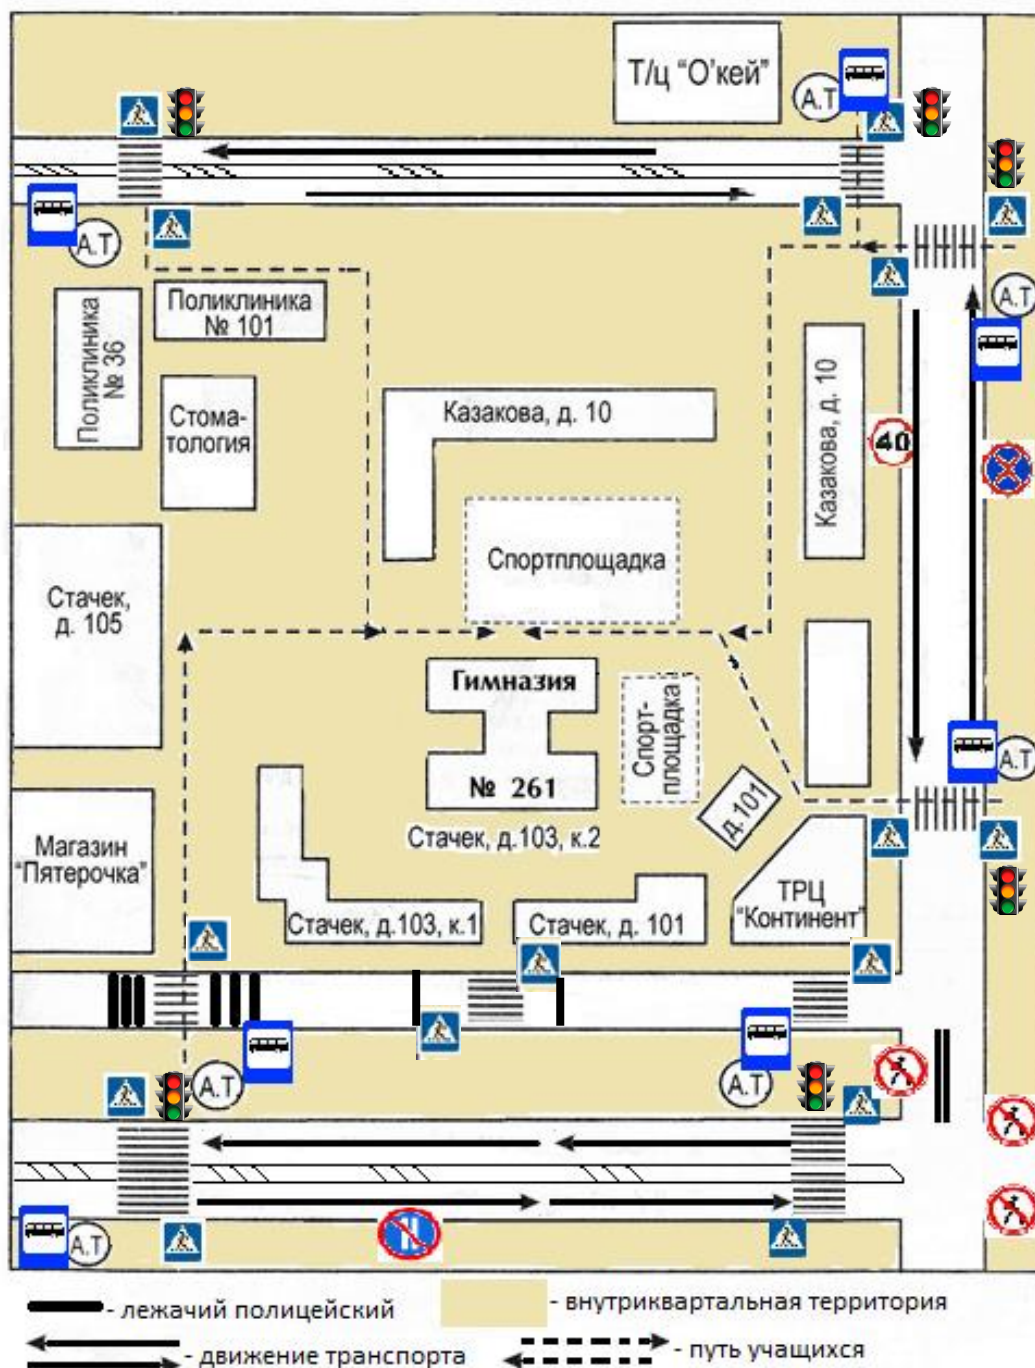 Т/ц "О'кей"
А.Т
А.Т
А.Т
Поликлиника
№ 101
Поликлиника
№ 36
Стома-
тология
Казакова, д. 10
Казакова, д. 10
40
Спортплощадка
Стачек,
д. 105
Гимназия
№ 261
Спорт-
площадка
А.Т
д.101
Стачек, д.103, к.2
Магазин
"Пятерочка"
ТРЦ
"Континент"
Стачек, д.103, к.1
Стачек, д. 101
А.Т
А.Т
А.Т
- лежачий полицейский
- внутриквартальная территория
- движение транспорта
- путь учащихся